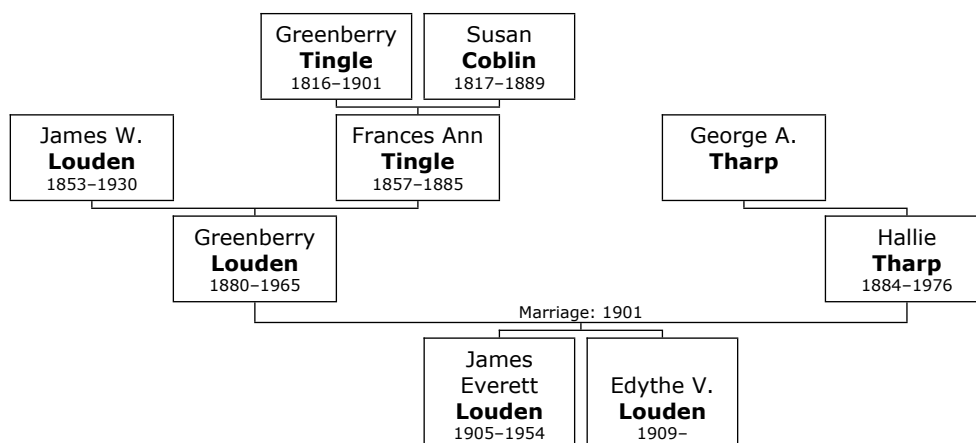 Greenberry
Tingle
1816–1901
Susan
Coblin
1817–1889
James W.
Louden
1853–1930
Frances Ann
Tingle
1857–1885
George A.
Tharp
Greenberry
Louden
1880–1965
Hallie
Tharp
1884–1976
Marriage: 1901
James
Everett
Louden
1905–1954
Edythe V.
Louden
1909–